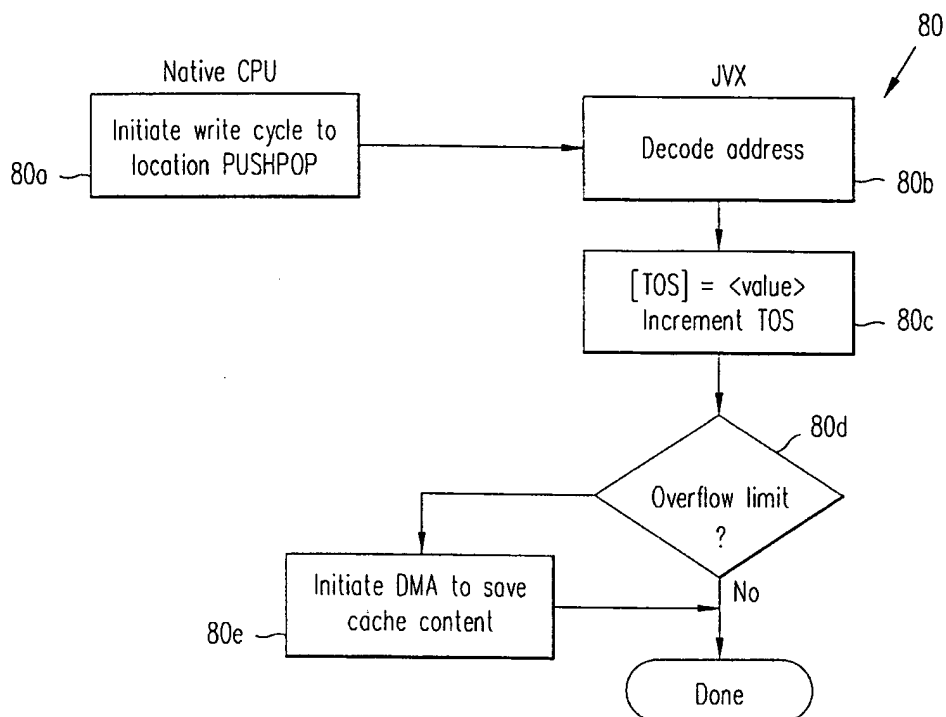 80
Native CPU
JVX
Initiate write cycle to
location PUSHPOP
80a
Decode address
80b
[TOS] = <value>
Increment TOS
80c
80d
Overflow limit
?
No
Initiate DMA to save
cache content
80e
Done